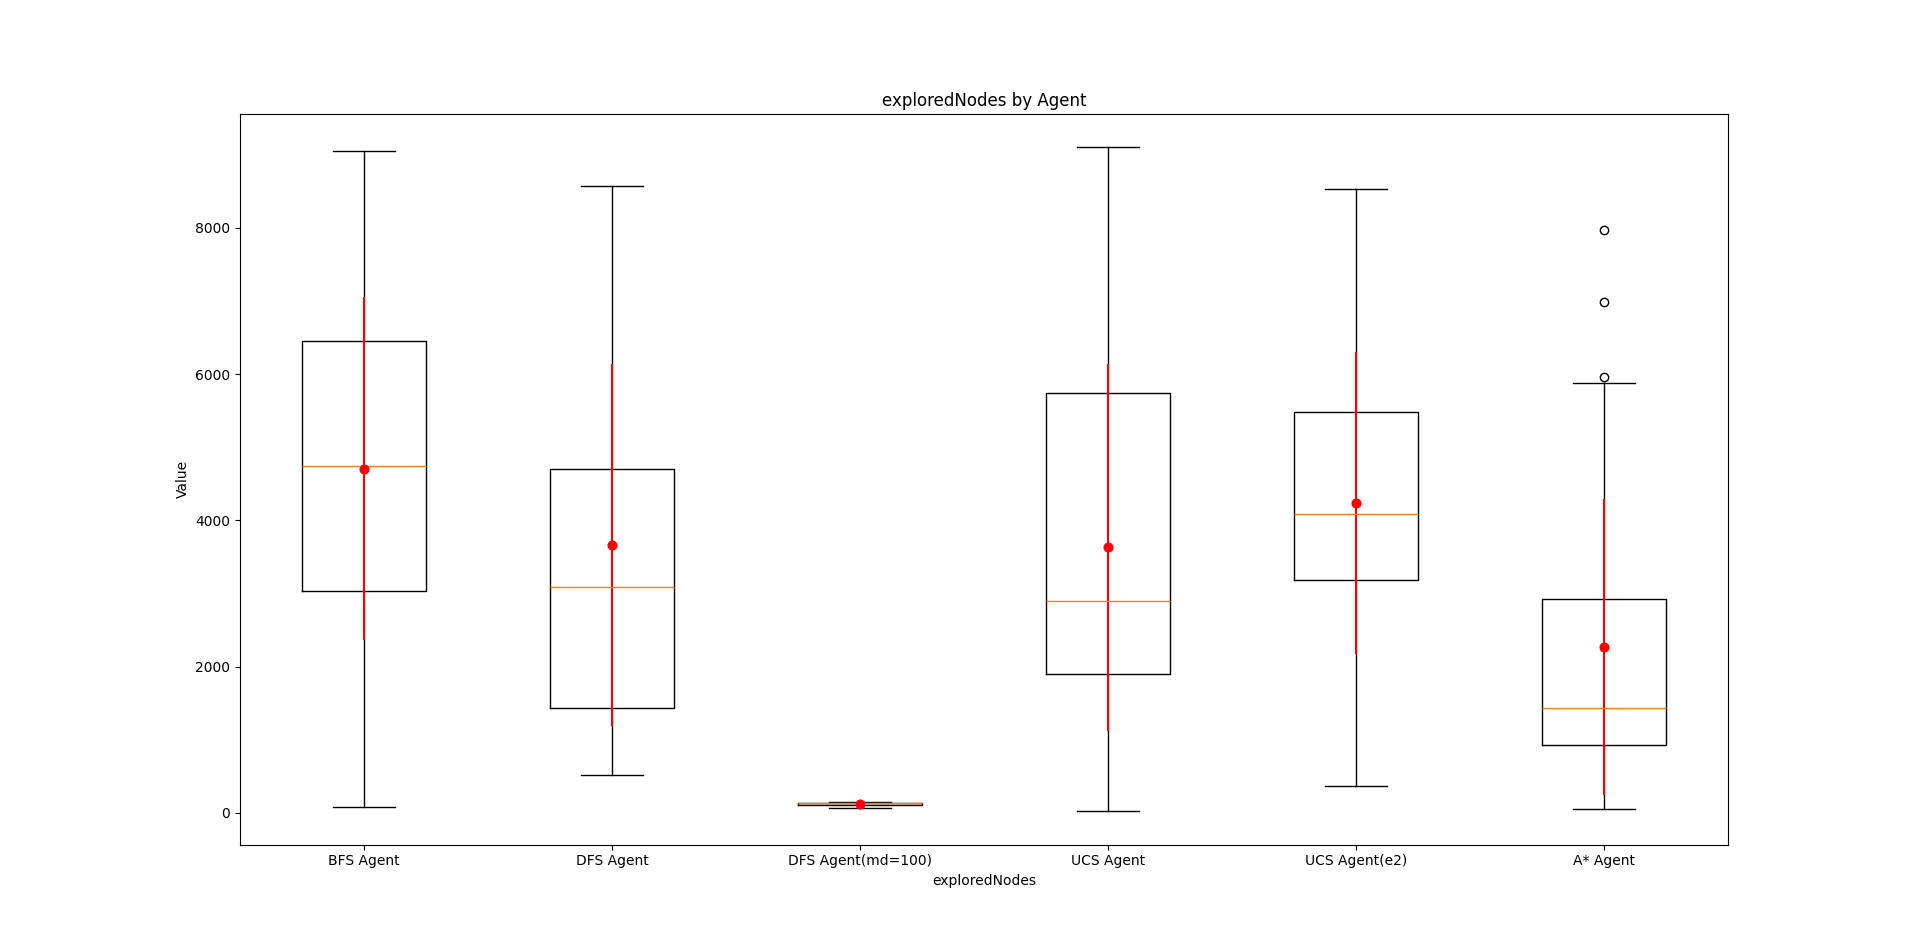 exploredNodes by Agent
Value
8000
6000
4000
2000
0
BFS Agent
DFS Agent
DFS Agent(md=100)
UCS Agent
UCS Agent(e2)
A* Agent
exploredNodes